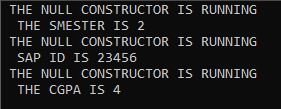 THE NULL CONSTRUCTOR IS RUNNING
THE SMESTER IS 2
THE NULL CONSTRUCTOR IS RUNNING
SAP ID IS 23456
THE NULL CONSTRUCTOR IS RUNNING
THE CGPA IS 4